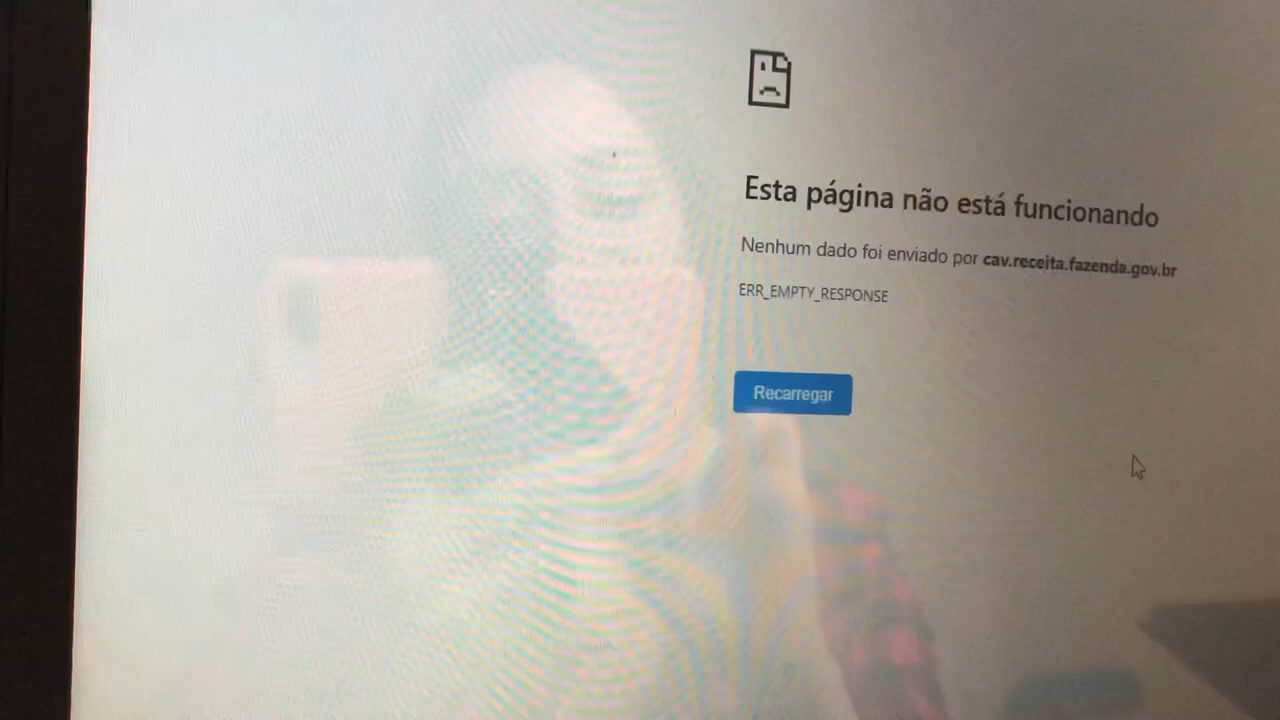 Esta página não está funcionando
Nenhum dado foi enviado por cav.receita.fazenda.gov.br
ERR_EMPTY_RESPONSE
Recarregar